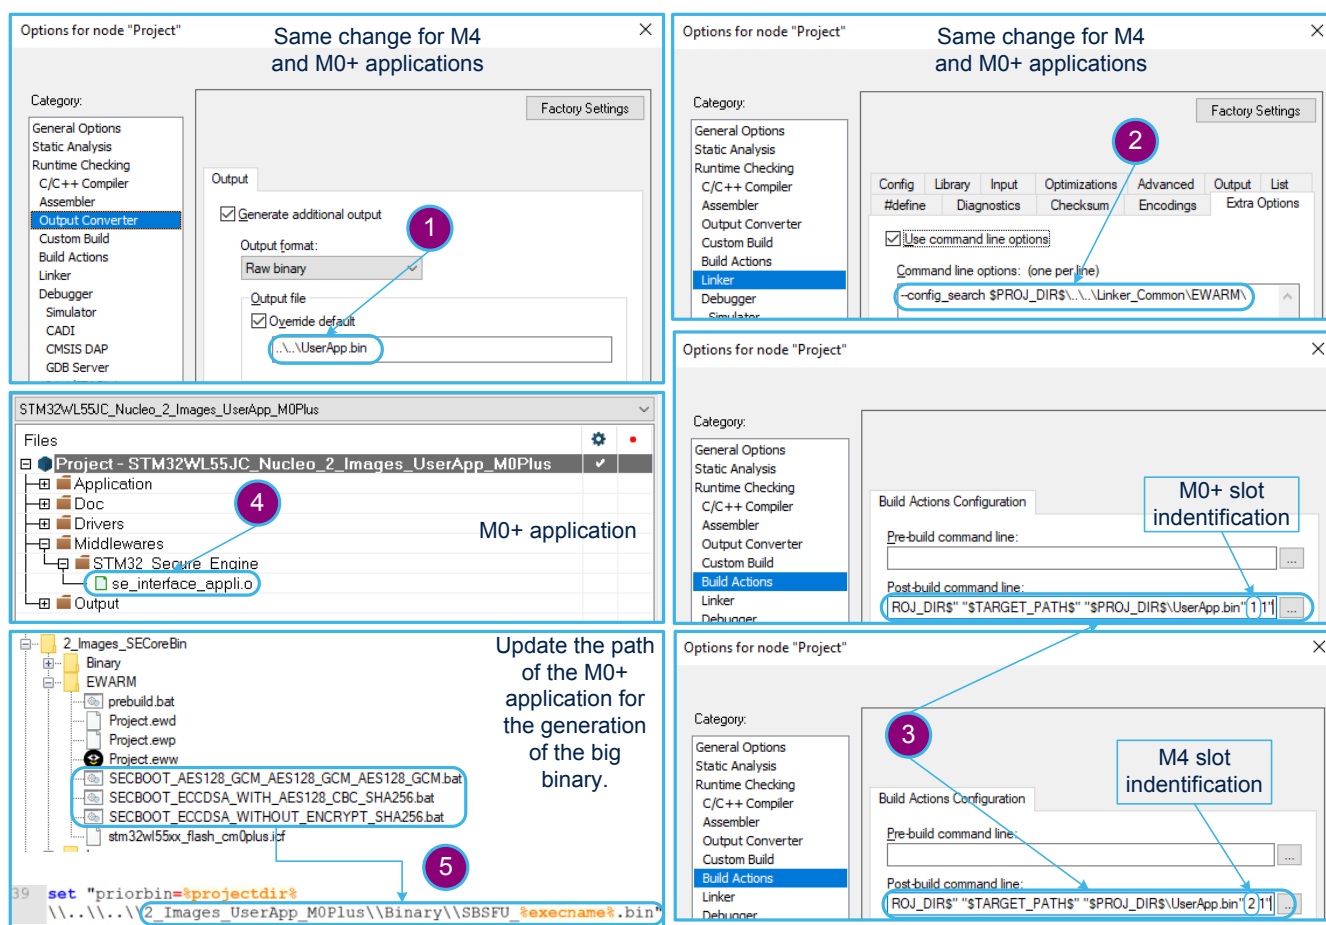 Options for node "Project"
Same change for M4
and M0+ applications
Category:
Factory Settings
General Options
Static Analysis
Runtime Checking
C/C++ Compiler
Assembler
Output Converter
Custom Build
Build Actions
Linker
Debugger
Simulator
CADI
CMSIS DAP
GDB Server
Output
Generate additional output
1
Output format:
Raw binary
Output file
Override default
..\..\UserApp.bin
Options for node "Project"
Same change for M4
and M0+ applications
Category:
Factory Settings
General Options
Static Analysis
Runtime Checking
C/C++ Compiler
Assembler
Output Converter
Custom Build
Build Actions
Linker
Debugger
Simulator
2
Config Library Input Optimizations Advanced Output List
#define Diagnostics Checksum Encodings Extra Options
Use command line options
Command line options: (one per line)
--config_search $PROJ_DIR$\..\..\Linker_Common\EWARM\
STM32WL55JC_Nucleo_2_Images_UserApp_M0Plus
Files
Project - STM32WL55JC_Nucleo_2_Images_UserApp_M0Plus
Application
Doc
Drivers
Middlewares
STM32_Secure_Engine
se_interface_appli.o
Output
4
M0+ application
Options for node "Project"
Category:
General Options
Static Analysis
Runtime Checking
C/C++ Compiler
Assembler
Output Converter
Custom Build
Build Actions
Linker
Debugger
M0+ slot
indentification
Build Actions Configuration
Pre-build command line:
...
Post-build command line:
ROJ_DIR$" "$TARGET_PATH$" "$PROJ_DIR$\UserApp.bin" 1 1"
...
2_Images_SECoreBin
Binary
EWARM
prebuild.bat
Project.ewd
Project.ewp
Project.eww
SECBOOT_AES128_GCM_AES128_GCM_AES128_GCM.bat
SECBOOT_ECCDSA_WITH_AES128_CBC_SHA256.bat
SECBOOT_ECCDSA_WITHOUT_ENCRYPT_SHA256.bat
stm32wl55xx_flash_cm0plus.icf
Update the path
of the M0+
application for
the generation
of the big
binary.
5
39 set "priorbin=%projectdir%
\\..\\..\\2_Images_UserApp_M0Plus\\Binary\\SBSFU_%execname%.bin"
Options for node "Project"
Category:
General Options
Static Analysis
Runtime Checking
C/C++ Compiler
Assembler
Output Converter
Custom Build
Build Actions
Linker
Debugger
3
M4 slot
indentification
Build Actions Configuration
Pre-build command line:
...
Post-build command line:
ROJ_DIR$" "$TARGET_PATH$" "$PROJ_DIR$\UserApp.bin" 2 1"
...